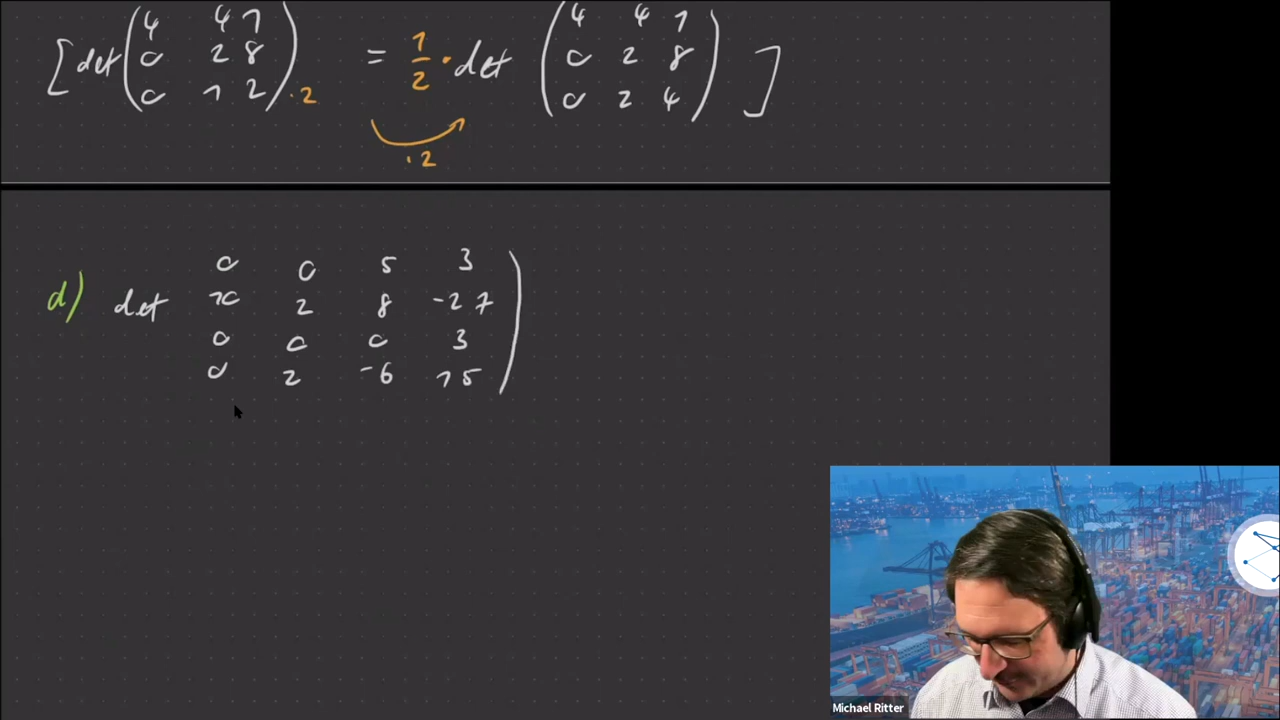 [det(4 4 1
0 2 8
0 1 2) ·2 = 1/2 · det (4 4 1
0 2 8
0 2 4) ]
·2
d) det 0 0 5 3 )
10 2 8 -27
0 0 0 3
0 2 -6 15
Michael Ritter